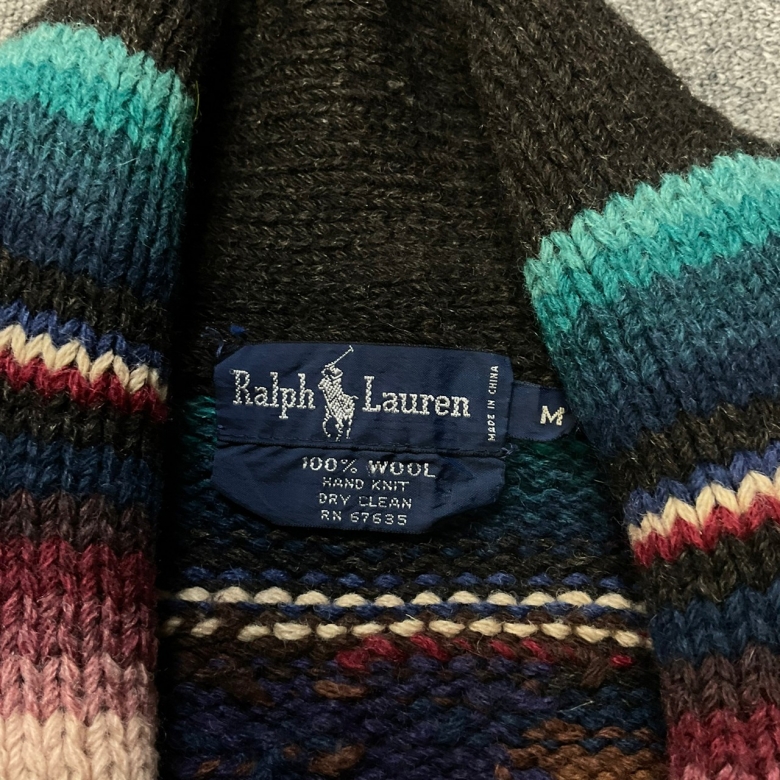 Ralph Lauren
MADE IN CHINA
M
100% WOOL
HAND KNIT
DRY CLEAN
RN 67635